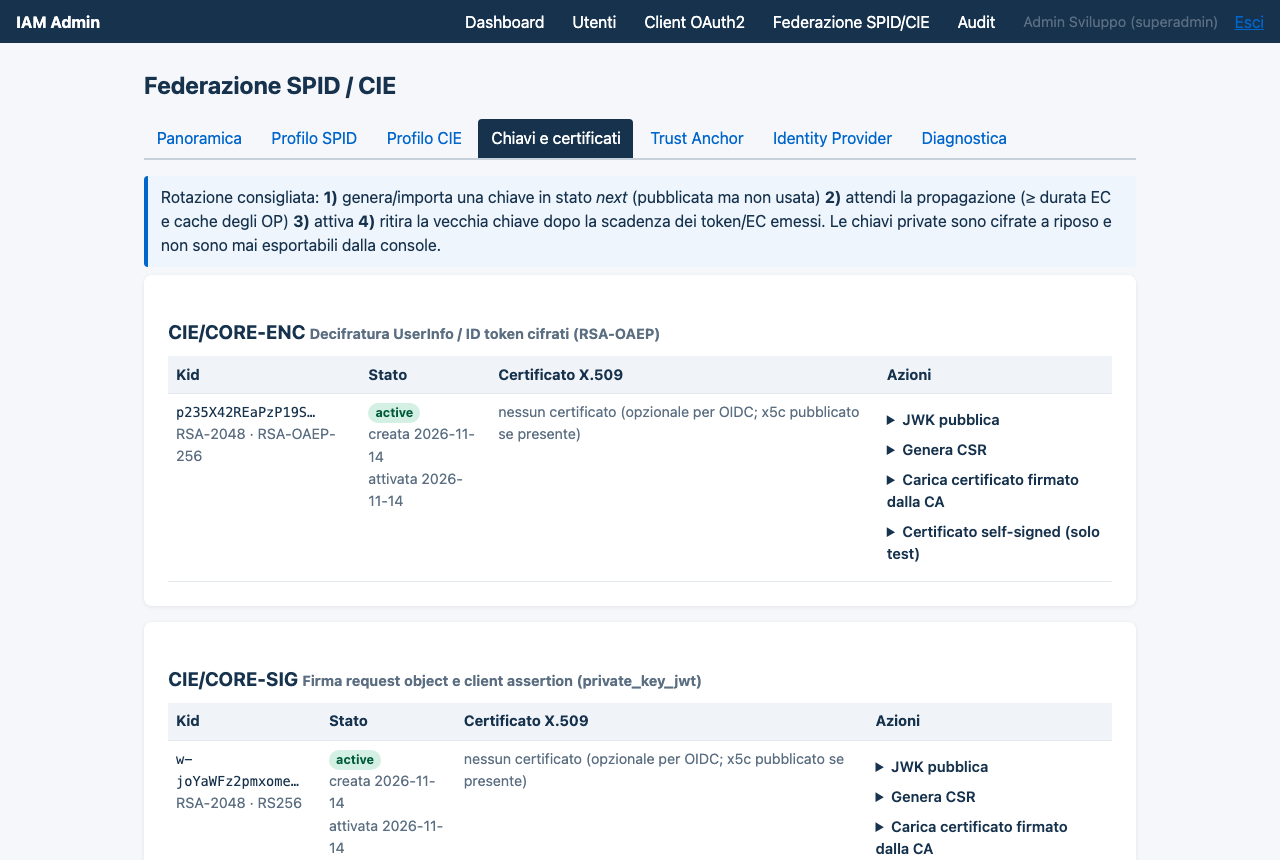 IAM Admin
Dashboard
Utenti
Client OAuth2
Federazione SPID/CIE
Audit
Admin Sviluppo (superadmin)
Esci
Federazione SPID / CIE
Panoramica
Profilo SPID
Profilo CIE
Chiavi e certificati
Trust Anchor
Identity Provider
Diagnostica
Rotazione consigliata: 1) genera/importa una chiave in stato next (pubblicata ma non usata) 2) attendi la propagazione (≥ durata EC
e cache degli OP) 3) attiva 4) ritira la vecchia chiave dopo la scadenza dei token/EC emessi. Le chiavi private sono cifrate a riposo e
non sono mai esportabili dalla console.
CIE/CORE-ENC Decifratura UserInfo / ID token cifrati (RSA-OAEP)
Kid
Stato
Certificato X.509
Azioni
p235X42REaPzP19S…
RSA-2048 · RSA-OAEP-
256
active
creata 2026-11-
14
attivata 2026-
11-14
nessun certificato (opzionale per OIDC; x5c pubblicato
se presente)
JWK pubblica
Genera CSR
Carica certificato firmato
dalla CA
Certificato self-signed (solo
test)
CIE/CORE-SIG Firma request object e client assertion (private_key_jwt)
Kid
Stato
Certificato X.509
Azioni
w-
joYaWFz2pmxome…
RSA-2048 · RS256
active
creata 2026-11-
14
attivata 2026-11-
14
nessun certificato (opzionale per OIDC; x5c pubblicato se
presente)
JWK pubblica
Genera CSR
Carica certificato firmato
dalla CA